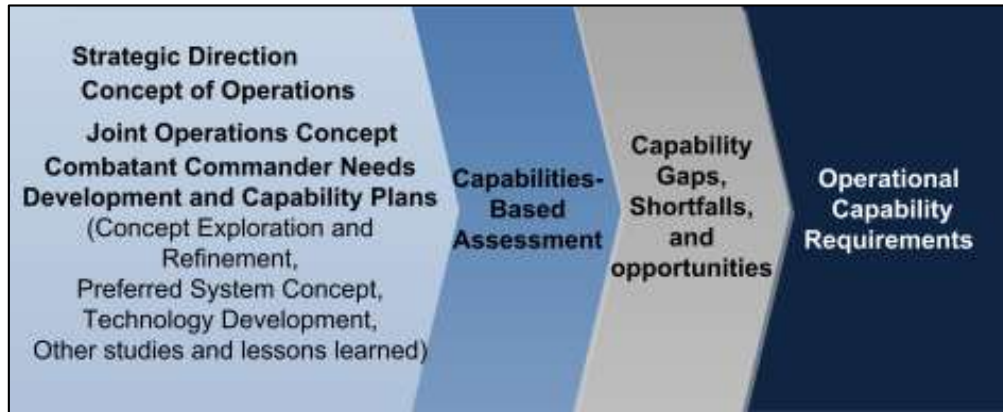 Strategic Direction
Concept of Operations
Joint Operations Concept
Combatant Commander Needs
Development and Capability Plans
(Concept Exploration and
Refinement,
Preferred System Concept,
Technology Development,
Other studies and lessons learned)
Capabilities-
Based
Assessment
Capability
Gaps,
Shortfalls,
and
opportunities
Operational
Capability
Requirements